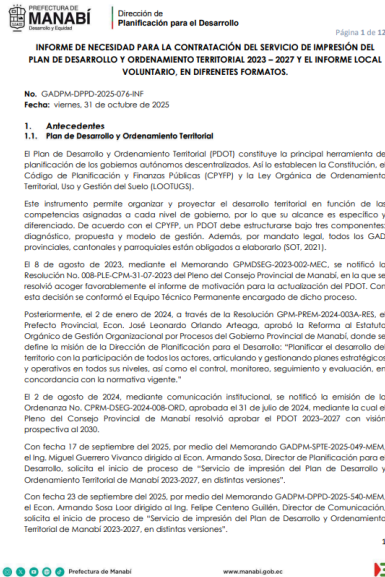 PREFECTURA DE
MANABÍ
Desarrollo y Equidad
Dirección de
Planificación para el Desarrollo
Página 1 de 12
INFORME DE NECESIDAD PARA LA CONTRATACIÓN DEL SERVICIO DE IMPRESIÓN DEL
PLAN DE DESARROLLO Y ORDENAMIENTO TERRITORIAL 2023 – 2027 Y EL INFORME LOCAL
VOLUNTARIO, EN DIFRENETES FORMATOS.
No. GADPM-DPPD-2025-076-INF
Fecha: viernes, 31 de octubre de 2025
1. Antecedentes
1.1. Plan de Desarrollo y Ordenamiento Territorial
El Plan de Desarrollo y Ordenamiento Territorial (PDOT) constituye la principal herramienta de
planificación de los gobiernos autónomos descentralizados. Así lo establecen la Constitución, el
Código de Planificación y Finanzas Públicas (CPYFP) y la Ley Orgánica de Ordenamiento
Territorial, Uso y Gestión del Suelo (LOOTUGS).
Este instrumento permite organizar y proyectar el desarrollo territorial en función de las
competencias asignadas a cada nivel de gobierno, por lo que su alcance es específico y
diferenciado. De acuerdo con el CPYFP, un PDOT debe estructurarse bajo tres componentes:
diagnóstico, propuesta y modelo de gestión. Además, por mandato legal, todos los GAD
provinciales, cantonales y parroquiales están obligados a elaborarlo (SOT, 2021).
El 8 de agosto de 2023, mediante el Memorando GPMDSEG-2023-002-MEC, se notificó la
Resolución No. 008-PLE-CPM-31-07-2023 del Pleno del Consejo Provincial de Manabí, en la que se
resolvió acoger favorablemente el informe de motivación para la actualización del PDOT. Con
esta decisión se conformó el Equipo Técnico Permanente encargado de dicho proceso.
Posteriormente, el 2 de enero de 2024, a través de la Resolución GPM-PREM-2024-003A-RES, el
Prefecto Provincial, Econ. José Leonardo Orlando Arteaga, aprobó la Reforma al Estatuto
Orgánico de Gestión Organizacional por Procesos del Gobierno Provincial de Manabí, donde se
define la misión de la Dirección de Planificación para el Desarrollo: "Planificar el desarrollo del
territorio con la participación de todos los actores, articulando y gestionando planes estratégicos
y operativos en todos sus niveles, así como el control, monitoreo, seguimiento y evaluación, en
concordancia con la normativa vigente."
El 2 de agosto de 2024, mediante comunicación institucional, se notificó la emisión de la
Ordenanza No. CPRM-DSEG-2024-008-ORD, aprobada el 31 de julio de 2024, mediante la cual el
Pleno del Consejo Provincial de Manabí resolvió aprobar el PDOT 2023–2027 con visión
prospectiva al 2030.
Con fecha 17 de septiembre del 2025, por medio del Memorando GADPM-SPTE-2025-049-MEM,
el Ing. Miguel Guerrero Vivanco dirigido al Econ. Armando Sosa, Director de Planificación para el
Desarrollo, solicita el inicio de proceso de "Servicio de impresión del Plan de Desarrollo y
Ordenamiento Territorial de Manabí 2023-2027, en distintas versiones".
Con fecha 23 de septiembre del 2025, por medio del Memorando GADPM-DPPD-2025-540-MEM,
el Econ. Armando Sosa Loor dirigido al Ing. Felipe Centeno Guillén, Director de Comunicación,
solicita el inicio de proceso de "Servicio de impresión del Plan de Desarrollo y Ordenamiento
Territorial de Manabí 2023-2027, en distintas versiones".
1
Prefectura de Manabí
www.manabi.gob.ec